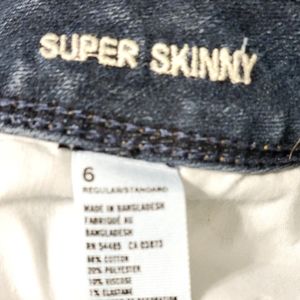 SUPER SKINNY
6
REGULAR/STANDARD
MADE IN BANGLADESH
FABRIQUÉ AU
BANGLADESH
RN 54485 CA 03873
COTTON
20% POLYESTER
10% VISCOSE
1% ELASTANE